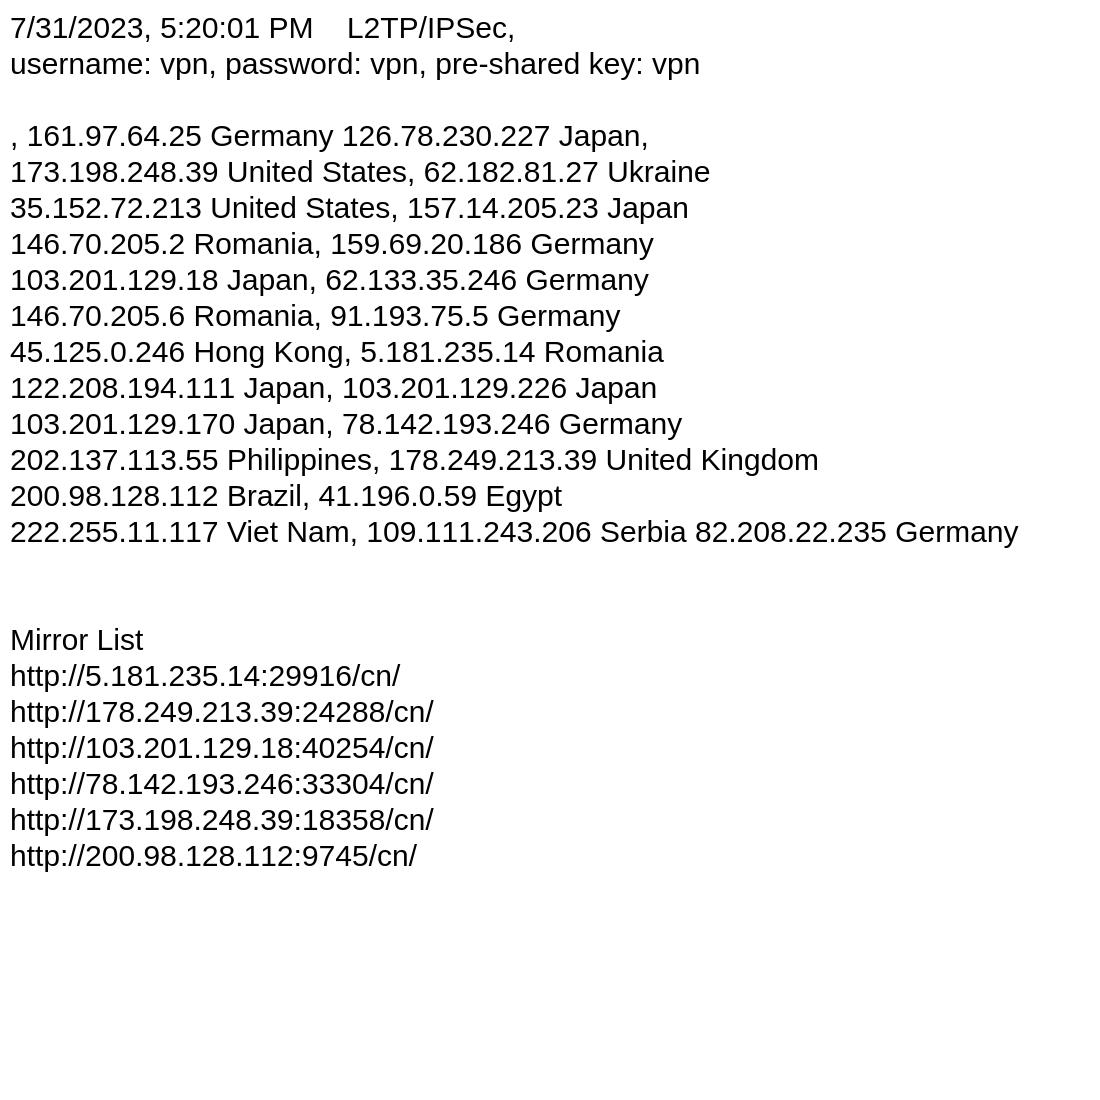 7/31/2023, 5:20:01 PM    L2TP/IPSec,
username: vpn, password: vpn, pre-shared key: vpn
, 161.97.64.25 Germany 126.78.230.227 Japan,
173.198.248.39 United States, 62.182.81.27 Ukraine
35.152.72.213 United States, 157.14.205.23 Japan
146.70.205.2 Romania, 159.69.20.186 Germany
103.201.129.18 Japan, 62.133.35.246 Germany
146.70.205.6 Romania, 91.193.75.5 Germany
45.125.0.246 Hong Kong, 5.181.235.14 Romania
122.208.194.111 Japan, 103.201.129.226 Japan
103.201.129.170 Japan, 78.142.193.246 Germany
202.137.113.55 Philippines, 178.249.213.39 United Kingdom
200.98.128.112 Brazil, 41.196.0.59 Egypt
222.255.11.117 Viet Nam, 109.111.243.206 Serbia 82.208.22.235 Germany
Mirror List
http://5.181.235.14:29916/cn/
http://178.249.213.39:24288/cn/
http://103.201.129.18:40254/cn/
http://78.142.193.246:33304/cn/
http://173.198.248.39:18358/cn/
http://200.98.128.112:9745/cn/